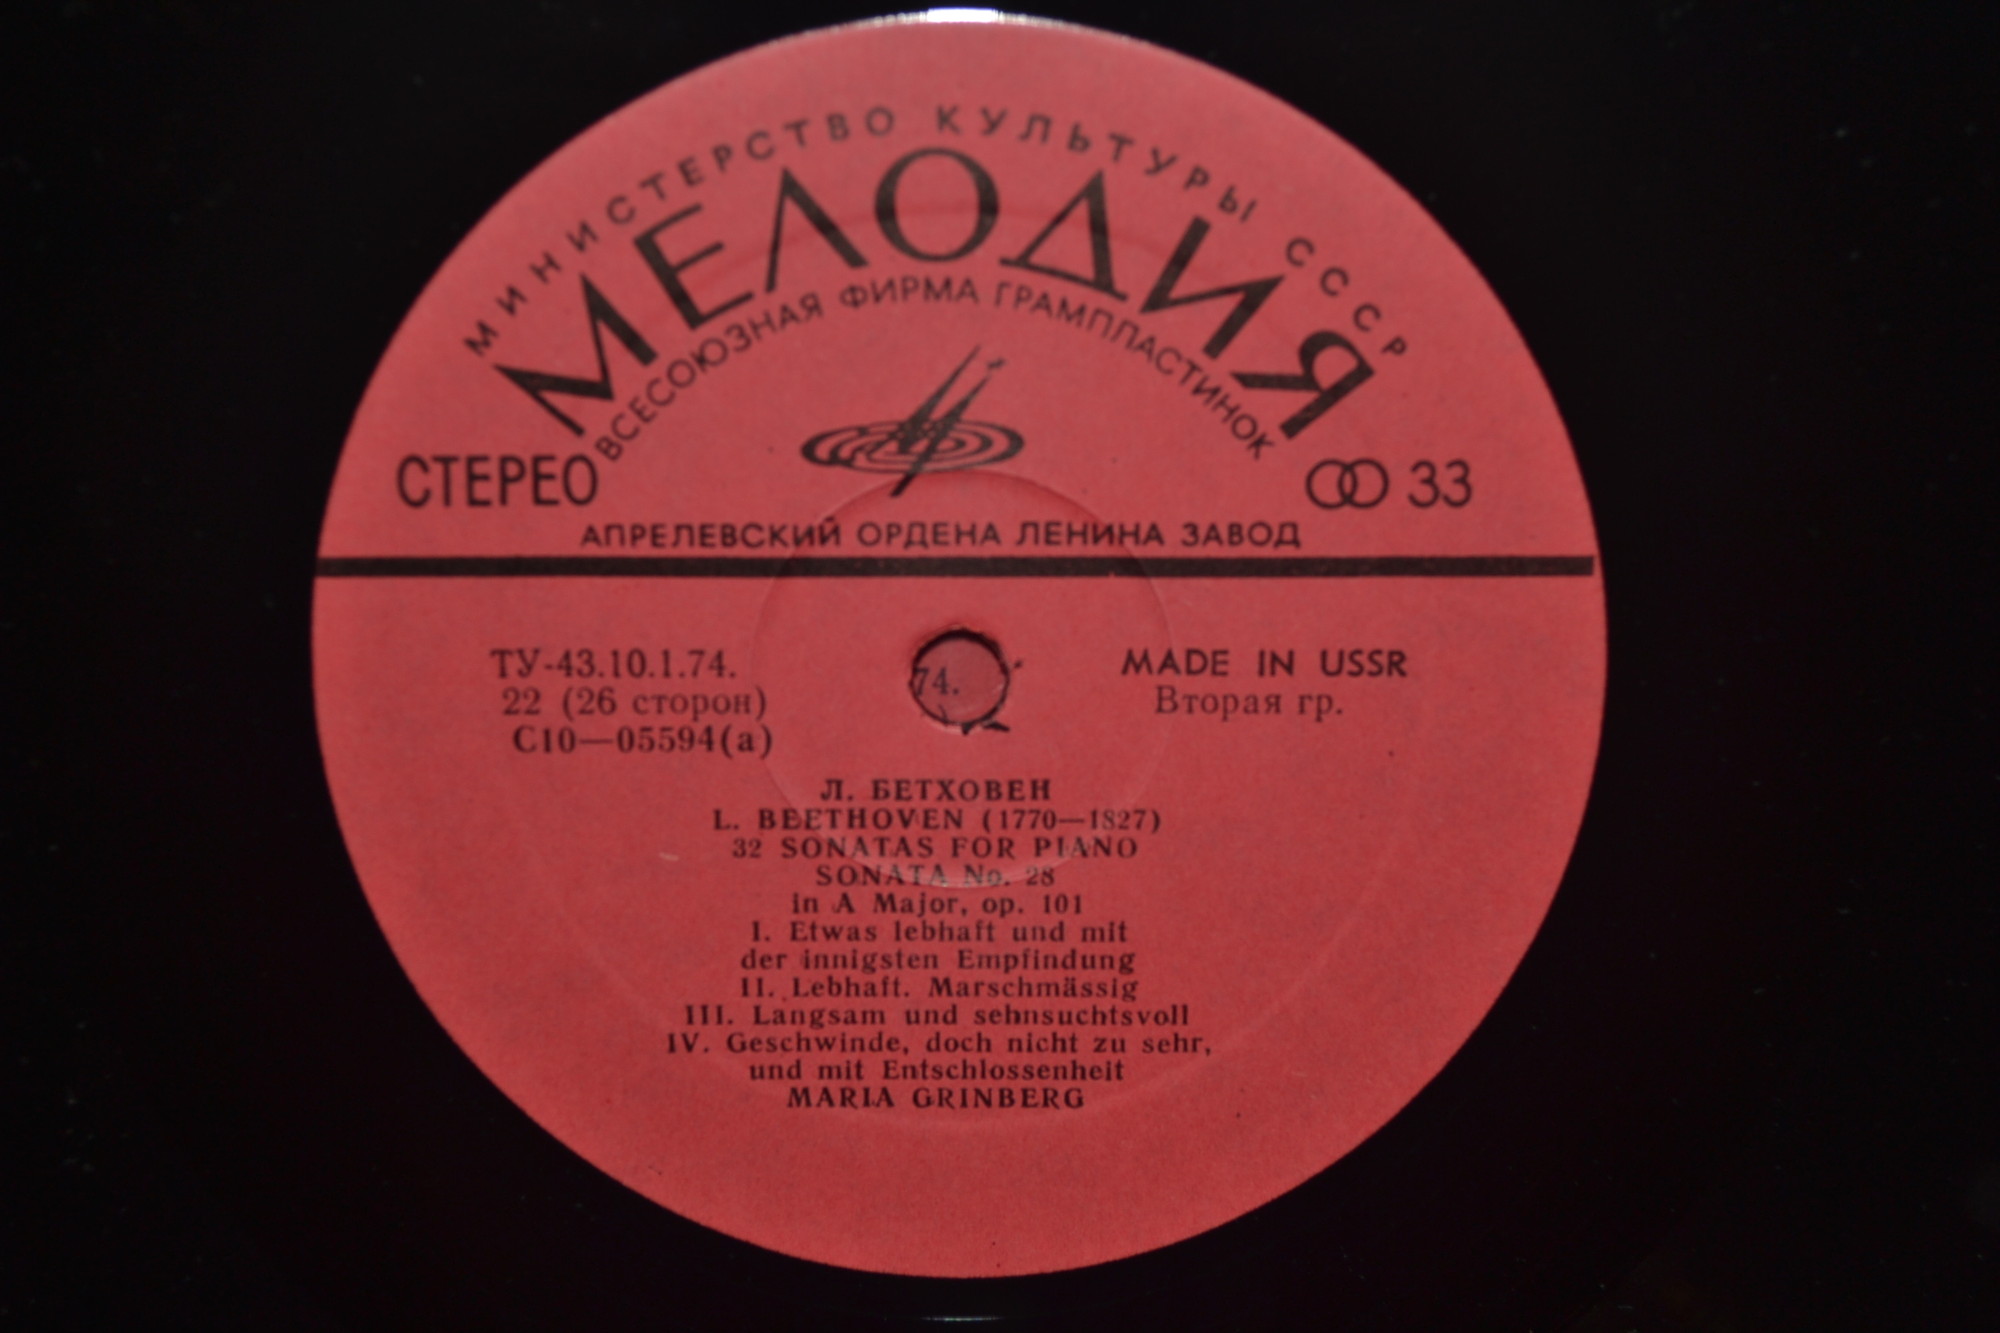 МИНИСТЕРСТВО КУЛЬТУРЫ СССР
МЕЛОДИЯ
ВСЕСОЮЗНАЯ ФИРМА ГРАМПЛАСТИНОК
СТЕРЕО
33
АПРЕЛЕВСКИЙ ОРДЕНА ЛЕНИНА ЗАВОД
ТУ-43.10.1.74.
22 (26 сторон)
С10—05594(а)
74.
MADE IN USSR
Вторая гр.
Л. БЕТХОВЕН
L. BEETHOVEN (1770—1827)
32 SONATAS FOR PIANO
SONATA No. 28
in A Major, op. 101
I. Etwas lebhaft und mit
der innigsten Empfindung
II. Lebhaft. Marschmässig
III. Langsam und sehnsuchtsvoll
IV. Geschwinde, doch nicht zu sehr,
und mit Entschlossenheit
MARIA GRINBERG